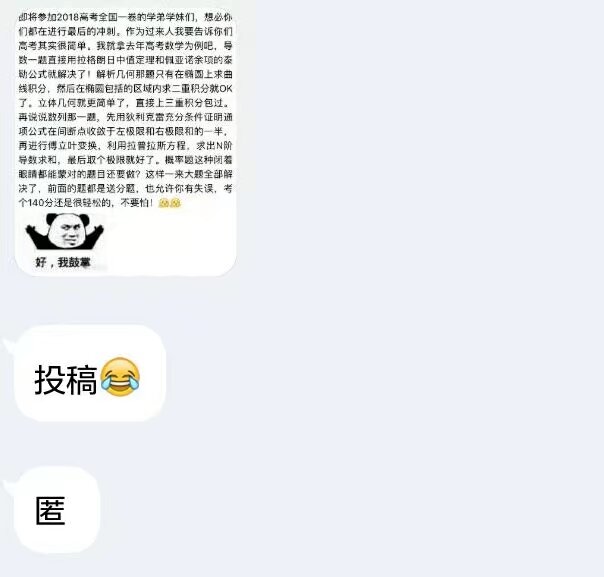 即将参加2018高考全国一卷的学弟学妹们，想必你
们都在进行最后的冲刺。作为过来人我要告诉你们
高考其实很简单。我就拿去年高考数学为例吧，导
数一题直接用拉格朗日中值定理和佩亚诺余项的泰
勒公式就解决了！解析几何那题只有在椭圆上求曲
线积分，然后在椭圆包括的区域内求二重积分就OK
了。立体几何就更简单了，直接上三重积分包过。
再说说数列那一题，先用狄利克雷充分条件证明通
项公式在间断点收敛于左极限和右极限和的一半，
再进行傅立叶变换，利用拉普拉斯方程，求出N阶
导数求和，最后取个极限就好了。概率题这种闭着
眼睛都能蒙对的题目还要做？这样一来大题全部解
决了，前面的题都是送分题，也允许你有失误，考
个140分还是很轻松的，不要怕！
好，我鼓掌
投稿😂
匿